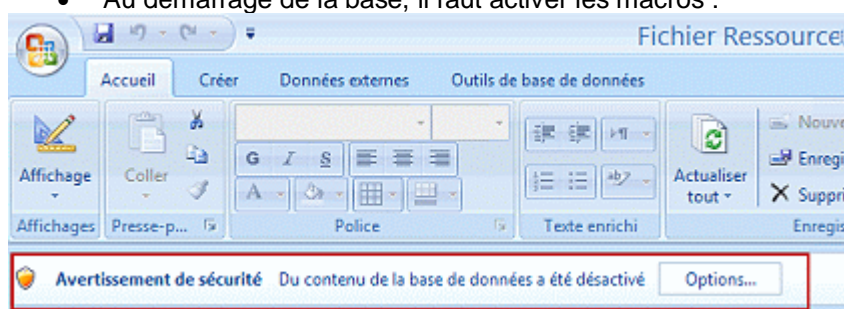 • Au démarrage de la base, il faut activer les macros :
Fichier Ressource
Accueil Créer Données externes Outils de base de données
Affichage
Coller
G I S
A
ab
Actualiser
tout
Nouve
Enregi
Suppri
Affichages Presse-p... Police Texte enrichi Enregis
Avertissement de sécurité Du contenu de la base de données a été désactivé Options...